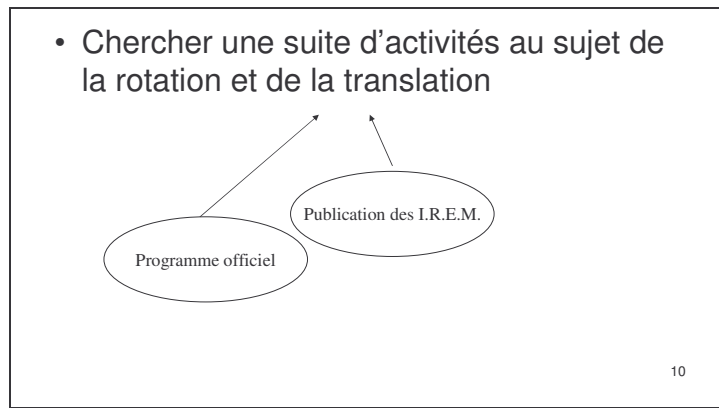 • Chercher une suite d'activités au sujet de
la rotation et de la translation
Publication des I.R.E.M.
Programme officiel
10